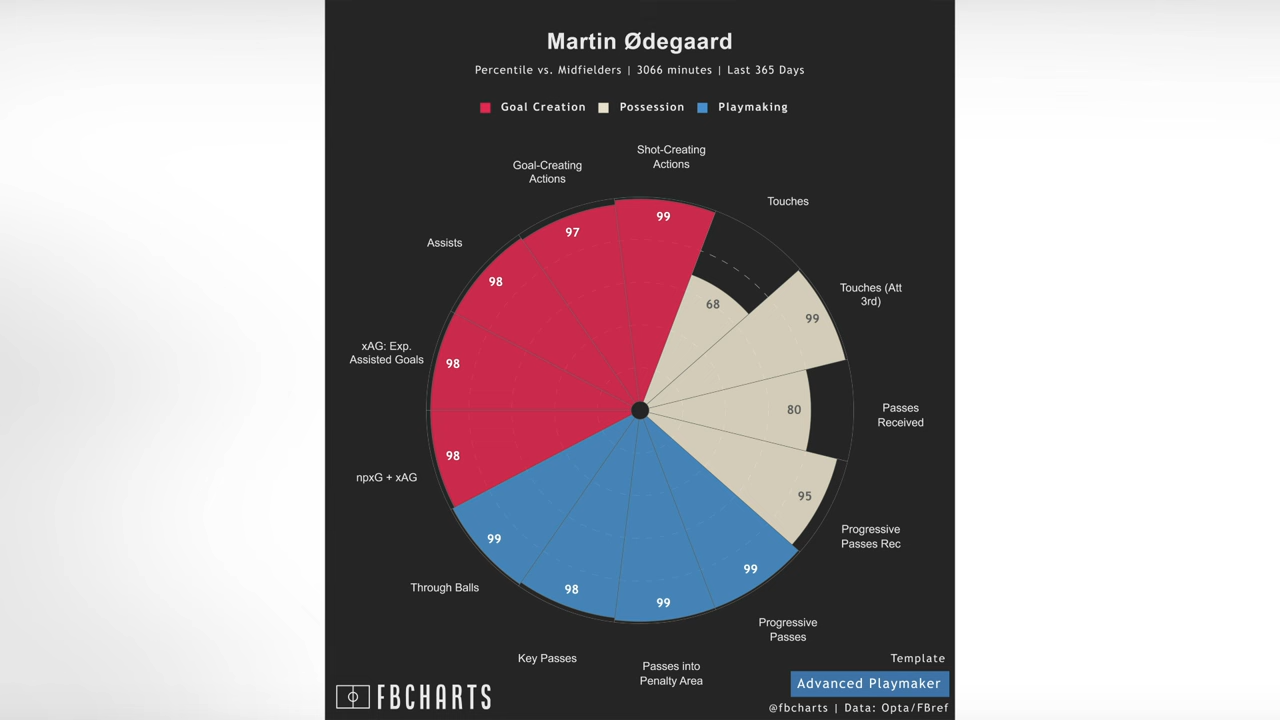 Martin Ødegaard
Percentile vs. Midfielders | 3066 minutes | Last 365 Days
Goal Creation
Possession
Playmaking
Shot-Creating
Actions
Goal-Creating
Actions
Touches
Assists
Touches (Att
3rd)
xAG: Exp.
Assisted Goals
Passes
Received
npxG + xAG
Progressive
Passes Rec
Through Balls
Progressive
Passes
Key Passes
Passes into
Penalty Area
99
97
98
98
98
99
98
99
99
95
80
99
68
Template
Advanced Playmaker
FBCHARTS
@fbcharts | Data: Opta/FBref